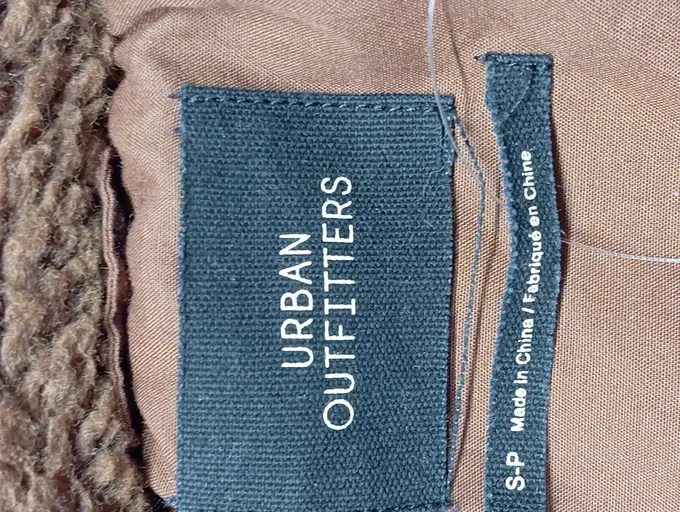 URBAN
OUTFITTERS
S-P Made in China / Fabriqué en Chine